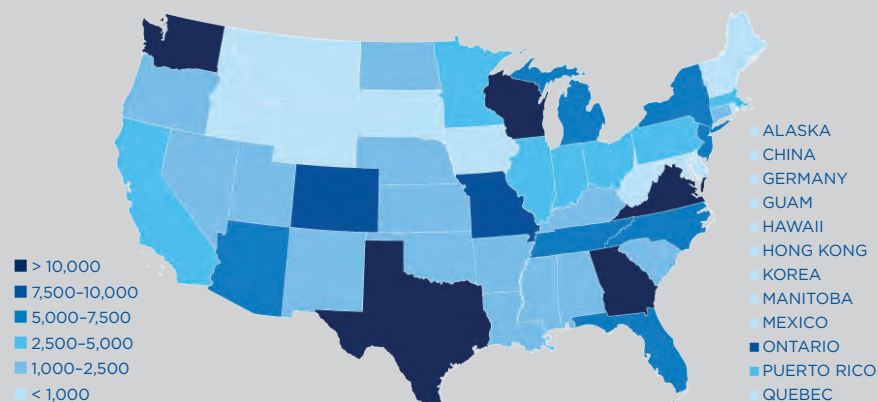 > 10,000
7,500–10,000
5,000–7,500
2,500–5,000
1,000–2,500
< 1,000
ALASKA
CHINA
GERMANY
GUAM
HAWAII
HONG KONG
KOREA
MANITOBA
MEXICO
ONTARIO
PUERTO RICO
QUEBEC